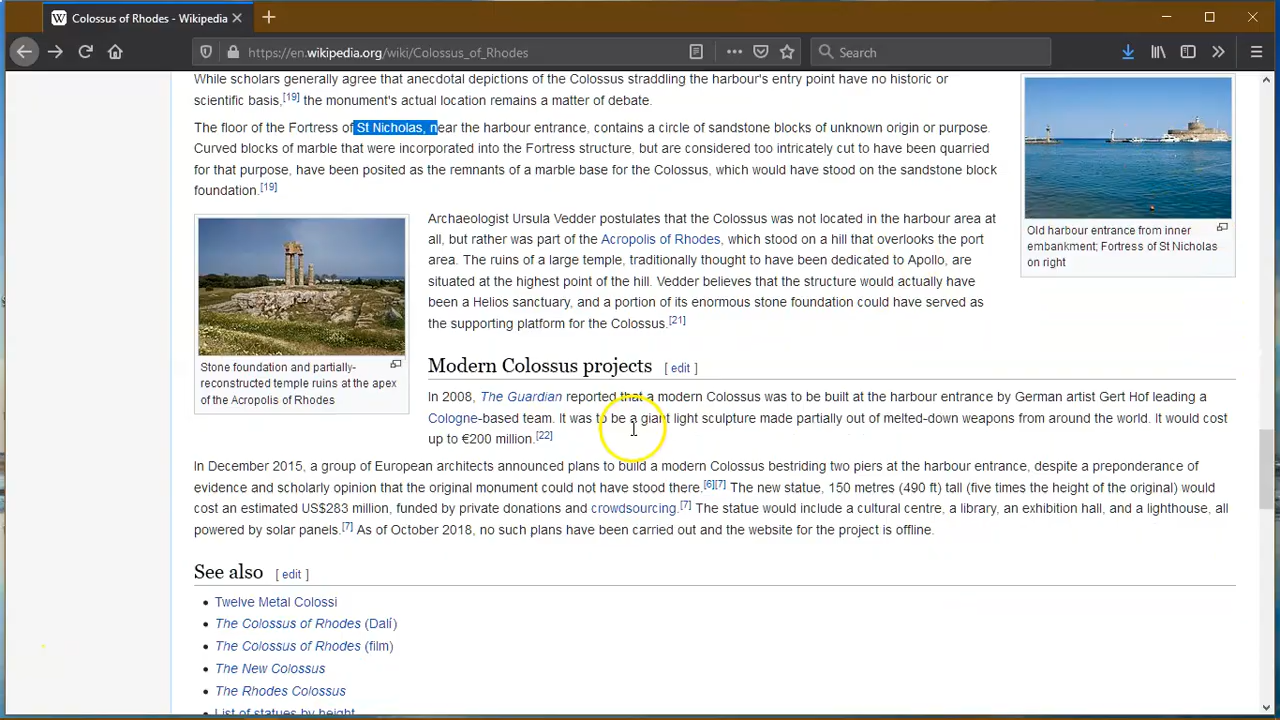 Colossus of Rhodes - Wikipedia
https://en.wikipedia.org/wiki/Colossus_of_Rhodes
Search
While scholars generally agree that anecdotal depictions of the Colossus straddling the harbour's entry point have no historic or
scientific basis,[19] the monument's actual location remains a matter of debate.
The floor of the Fortress of St Nicholas, near the harbour entrance, contains a circle of sandstone blocks of unknown origin or purpose.
Curved blocks of marble that were incorporated into the Fortress structure, but are considered too intricately cut to have been quarried
for that purpose, have been posited as the remnants of a marble base for the Colossus, which would have stood on the sandstone block
foundation.[19]
Old harbour entrance from inner
embankment; Fortress of St Nicholas
on right
Stone foundation and partially-
reconstructed temple ruins at the apex
of the Acropolis of Rhodes
Archaeologist Ursula Vedder postulates that the Colossus was not located in the harbour area at
all, but rather was part of the Acropolis of Rhodes, which stood on a hill that overlooks the port
area. The ruins of a large temple, traditionally thought to have been dedicated to Apollo, are
situated at the highest point of the hill. Vedder believes that the structure would actually have
been a Helios sanctuary, and a portion of its enormous stone foundation could have served as
the supporting platform for the Colossus.[21]
Modern Colossus projects [ edit ]
In 2008, The Guardian reported that a modern Colossus was to be built at the harbour entrance by German artist Gert Hof leading a
Cologne-based team. It was to be a giant light sculpture made partially out of melted-down weapons from around the world. It would cost
up to €200 million.[22]
In December 2015, a group of European architects announced plans to build a modern Colossus bestriding two piers at the harbour entrance, despite a preponderance of
evidence and scholarly opinion that the original monument could not have stood there.[6][7] The new statue, 150 metres (490 ft) tall (five times the height of the original) would
cost an estimated US$283 million, funded by private donations and crowdsourcing.[7] The statue would include a cultural centre, a library, an exhibition hall, and a lighthouse, all
powered by solar panels.[7] As of October 2018, no such plans have been carried out and the website for the project is offline.
See also [ edit ]
Twelve Metal Colossi
The Colossus of Rhodes (Dalí)
The Colossus of Rhodes (film)
The New Colossus
The Rhodes Colossus
List of statues by height